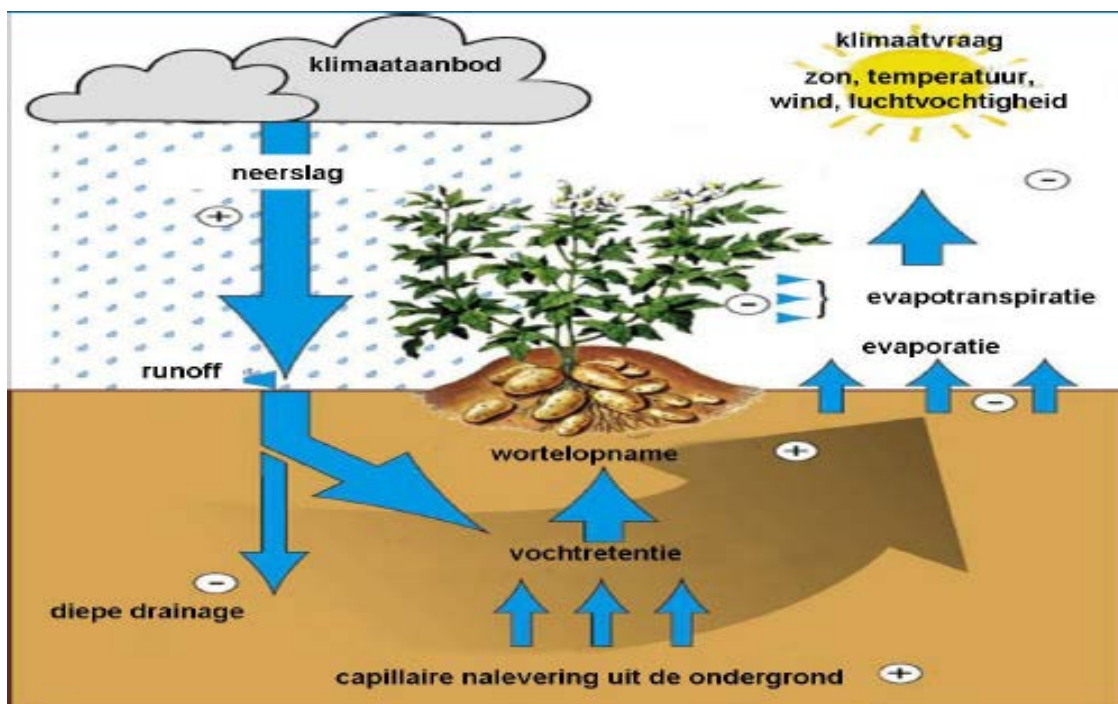 klimaataanbod
klimaatvraag
zon, temperatuur,
wind, luchtvochtigheid
neerslag
+
-
-
evapotranspiratie
evaporatie
-
runoff
wortelopname
+
vochtretentie
-
diepe drainage
capillaire nalevering uit de ondergrond
+